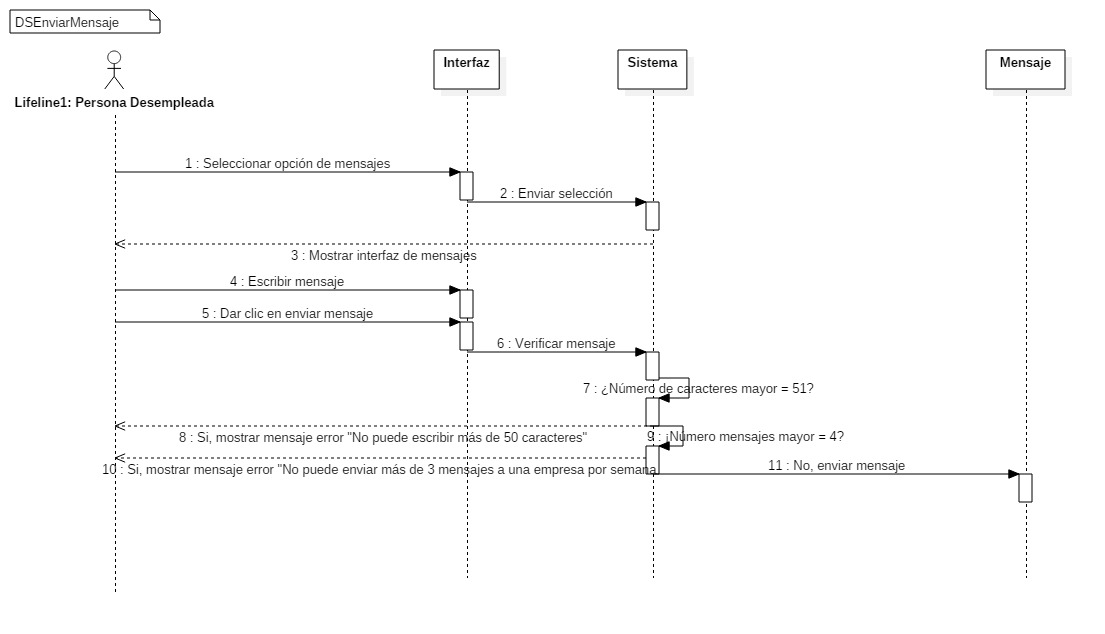 DSEnviarMensaje
Interfaz
Sistema
Mensaje
Lifeline1: Persona Desempleada
1 : Seleccionar opción de mensajes
2 : Enviar selección
3 : Mostrar interfaz de mensajes
4 : Escribir mensaje
5 : Dar clic en enviar mensaje
6 : Verificar mensaje
7 : ¿Número de caracteres mayor = 51?
8 : Si, mostrar mensaje error "No puede escribir más de 50 caracteres"
9 : ¡Número mensajes mayor = 4?
10 : Si, mostrar mensaje error "No puede enviar más de 3 mensajes a una empresa por semana
11 : No, enviar mensaje